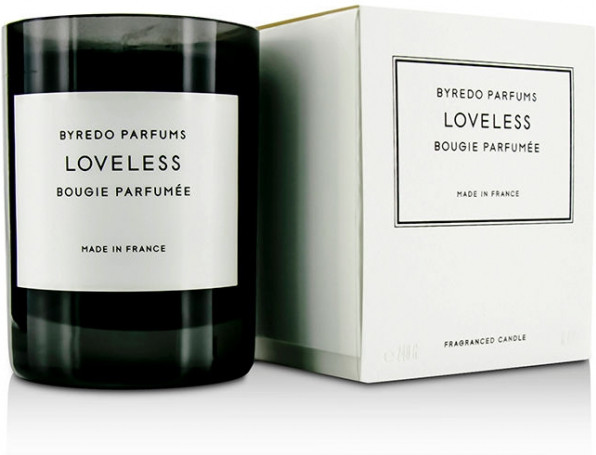 BYREDO PARFUMS
LOVELESS
BOUGIE PARFUMÉE
MADE IN FRANCE
BYREDO PARFUMS
LOVELESS
BOUGIE PARFUMÉE
MADE IN FRANCE
FRAGRANCED CANDLE